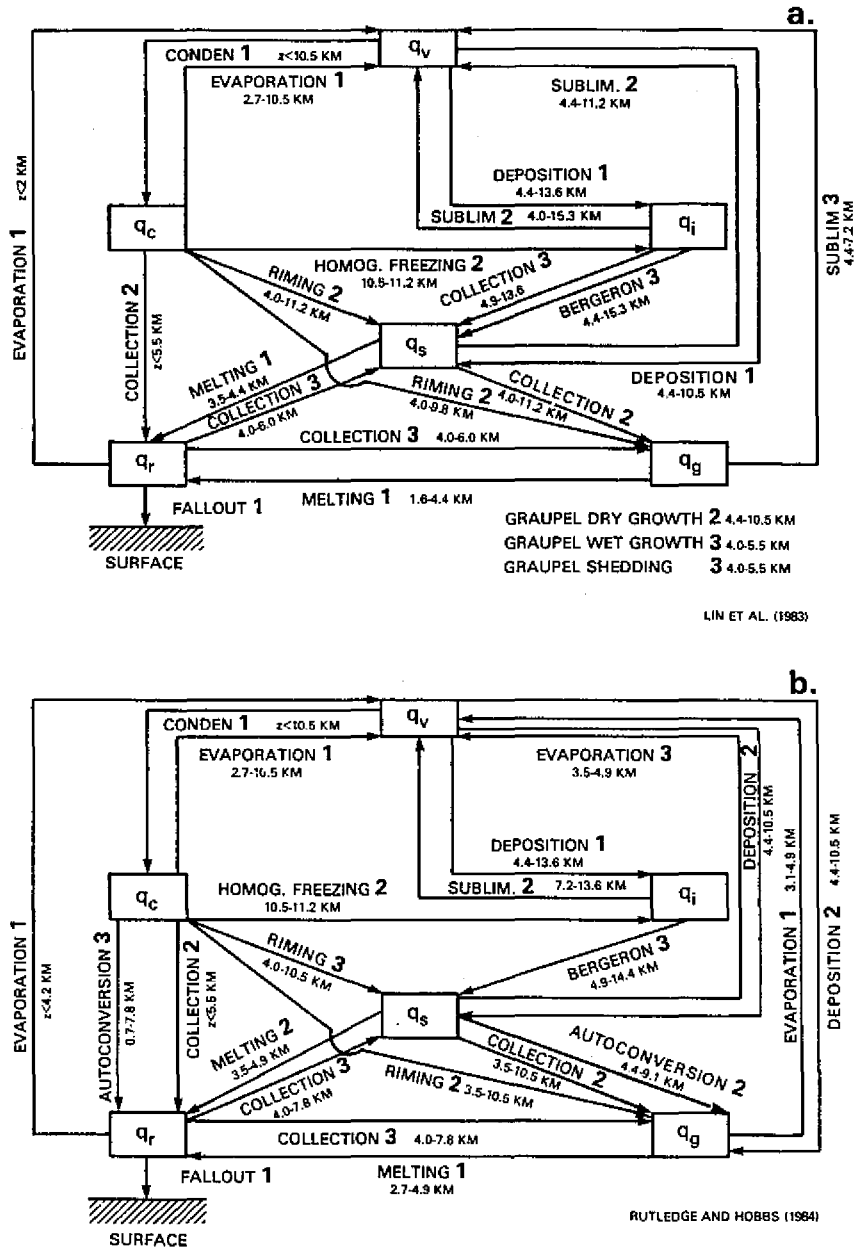 a.
q_v
CONDEN 1 z<10.5 KM
EVAPORATION 1
2.7-10.5 KM
SUBLIM. 2
4.4-11.2 KM
DEPOSITION 1
4.4-13.6 KM
SUBLIM 2 4.0-15.3 KM
EVAPORATION 1 z<2 KM
SUBLIM 3
4.4-7.2 KM
q_c
q_i
HOMOG. FREEZING 2
10.5-11.2 KM
RIMING 2
4.0-11.2 KM
COLLECTION 3
4.9-13.6
BERGERON 3
4.4-15.3 KM
COLLECTION 2
z<5.5 KM
q_s
MELTING 1
3.5-4.4 KM
COLLECTION 3
4.0-6.0 KM
RIMING 2
4.0-9.8 KM
COLLECTION 2
4.0-11.2 KM
DEPOSITION 1
4.4-10.5 KM
COLLECTION 3 4.0-6.0 KM
q_r
q_g
MELTING 1 1.6-4.4 KM
FALLOUT 1
SURFACE
GRAUPEL DRY GROWTH 2 4.4-10.5 KM
GRAUPEL WET GROWTH 3 4.0-5.5 KM
GRAUPEL SHEDDING 3 4.0-5.5 KM
LIN ET AL. (1983)
b.
q_v
CONDEN 1 z<10.5 KM
EVAPORATION 1
2.7-10.5 KM
EVAPORATION 3
3.5-4.9 KM
DEPOSITION 2
4.4-10.5 KM
DEPOSITION 1
4.4-13.6 KM
SUBLIM. 2 7.2-13.6 KM
EVAPORATION 1 3.1-4.9 KM
DEPOSITION 2 4.4-10.5 KM
EVAPORATION 1
z<4.2 KM
q_c
q_i
HOMOG. FREEZING 2
10.5-11.2 KM
AUTOCONVERSION 3
0.7-7.8 KM
COLLECTION 2
z<5.5 KM
RIMING 3
4.0-10.5 KM
BERGERON 3
4.9-14.4 KM
q_s
MELTING 2
3.5-4.9 KM
COLLECTION 3
4.0-7.8 KM
RIMING 2 3.5-10.5 KM
COLLECTION 2
3.5-10.5 KM
AUTOCONVERSION 2
4.4-9.1 KM
q_r
q_g
COLLECTION 3 4.0-7.8 KM
FALLOUT 1
MELTING 1
2.7-4.9 KM
SURFACE
RUTLEDGE AND HOBBS (1984)